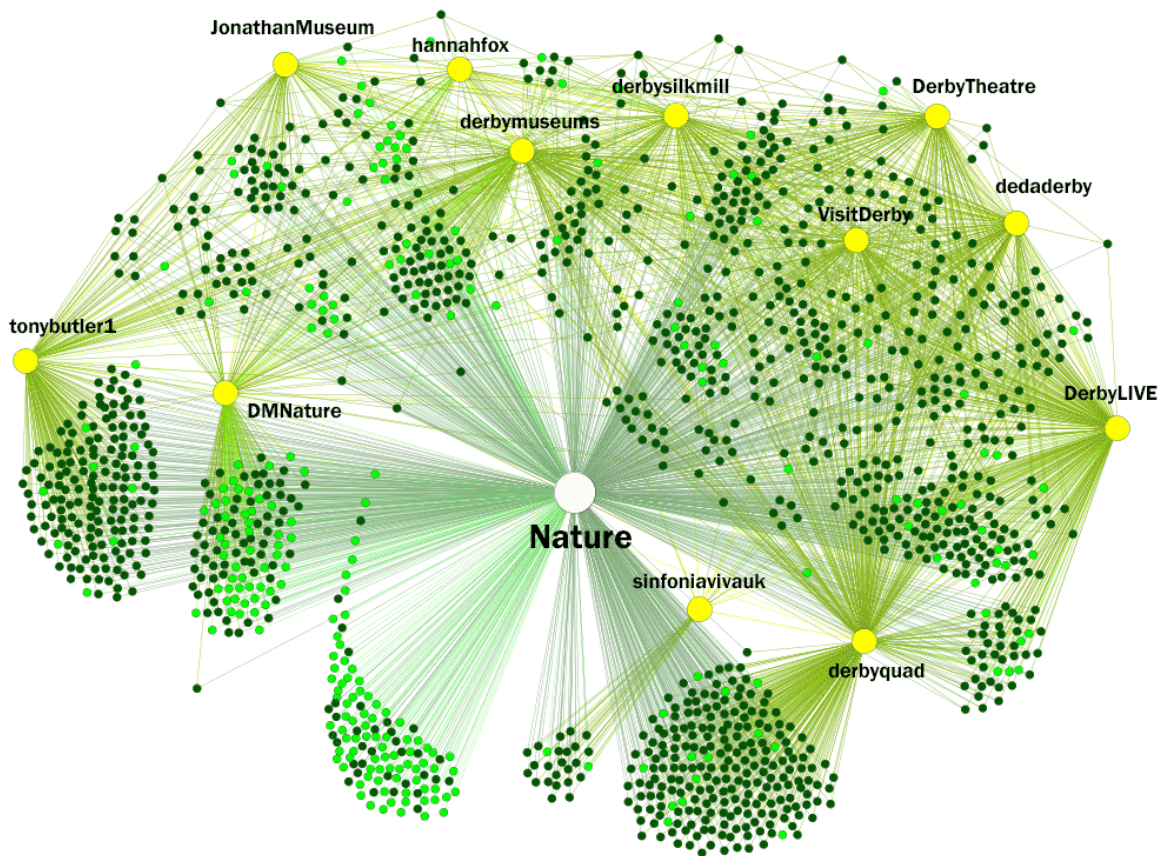 JonathanMuseum
hannahfox
derbysilkmill
DerbyTheatre
derbymuseums
dedaderby
VisitDerby
tonybutler1
DMNature
DerbyLIVE
Nature
sinfoniavivauk
derbyquad